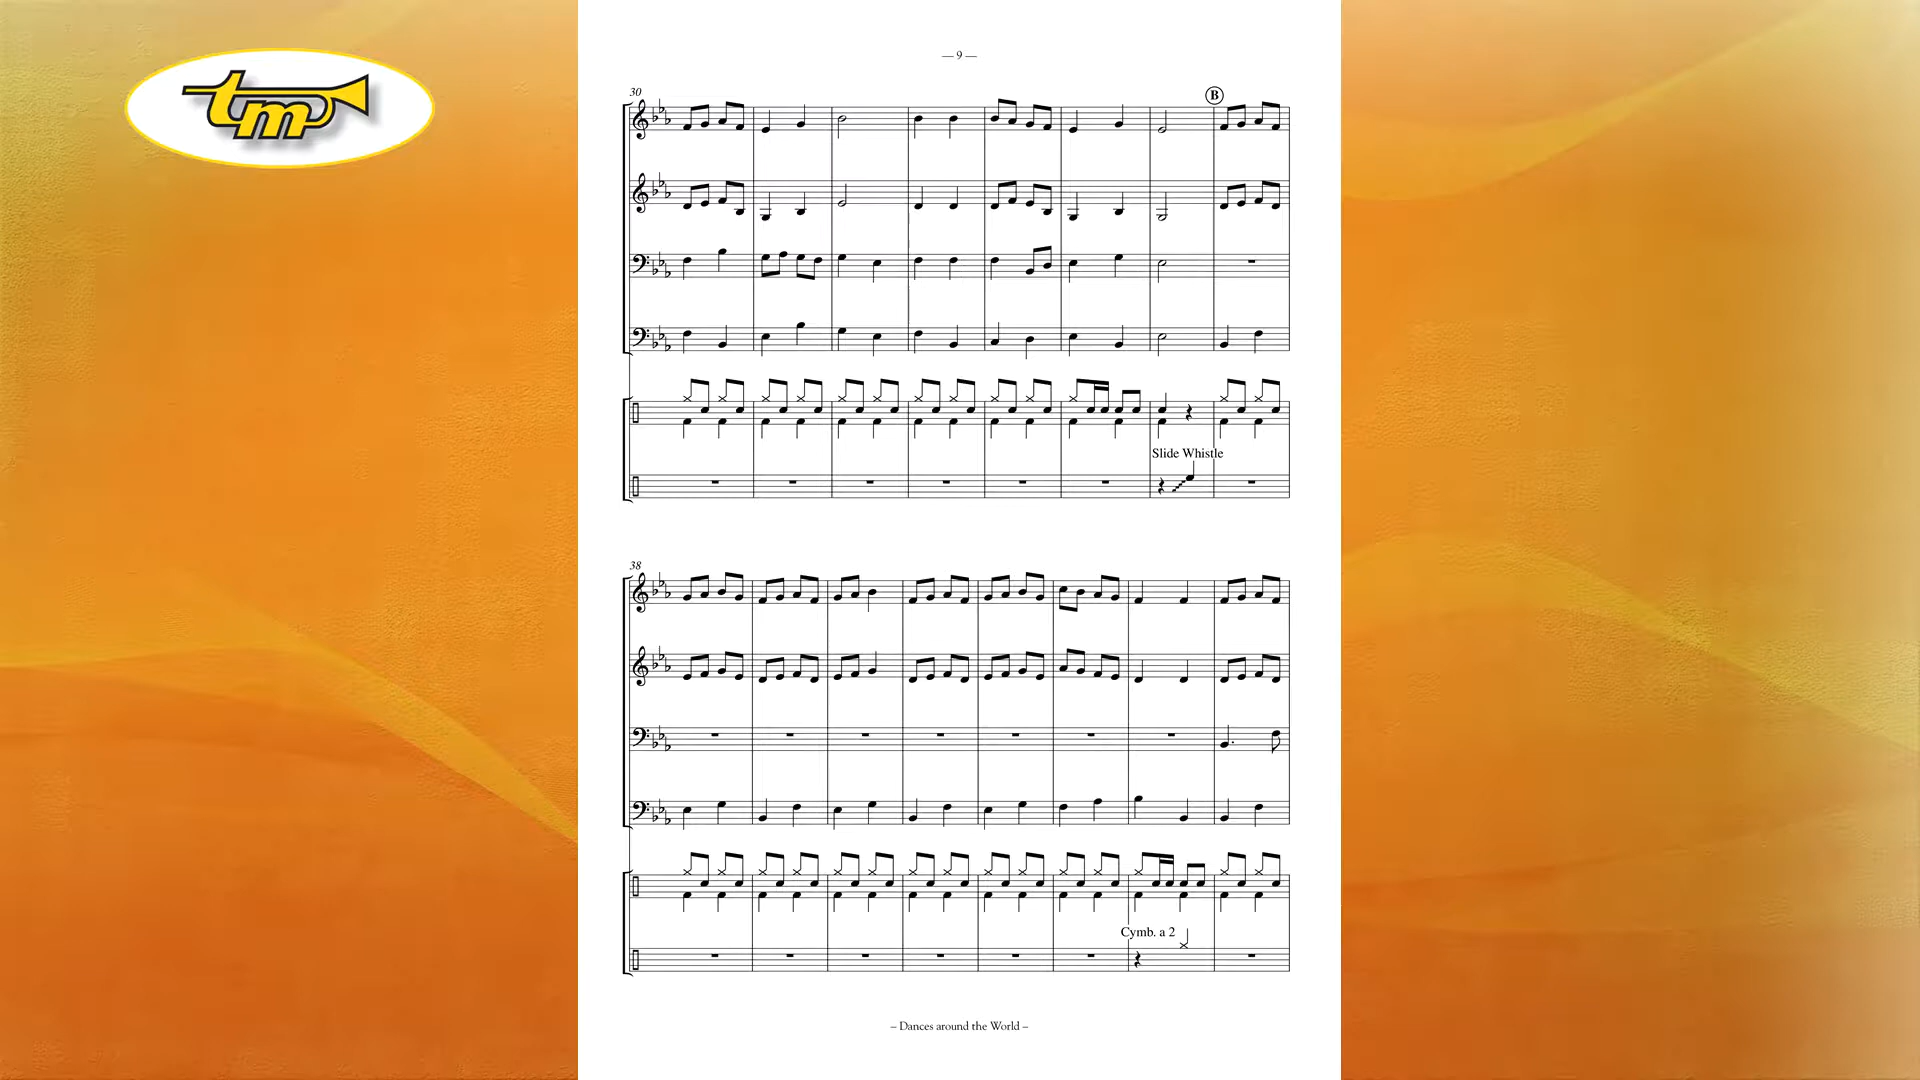 tm
— 9 —
30
B
Slide Whistle
38
Cymb. a 2
– Dances around the World –